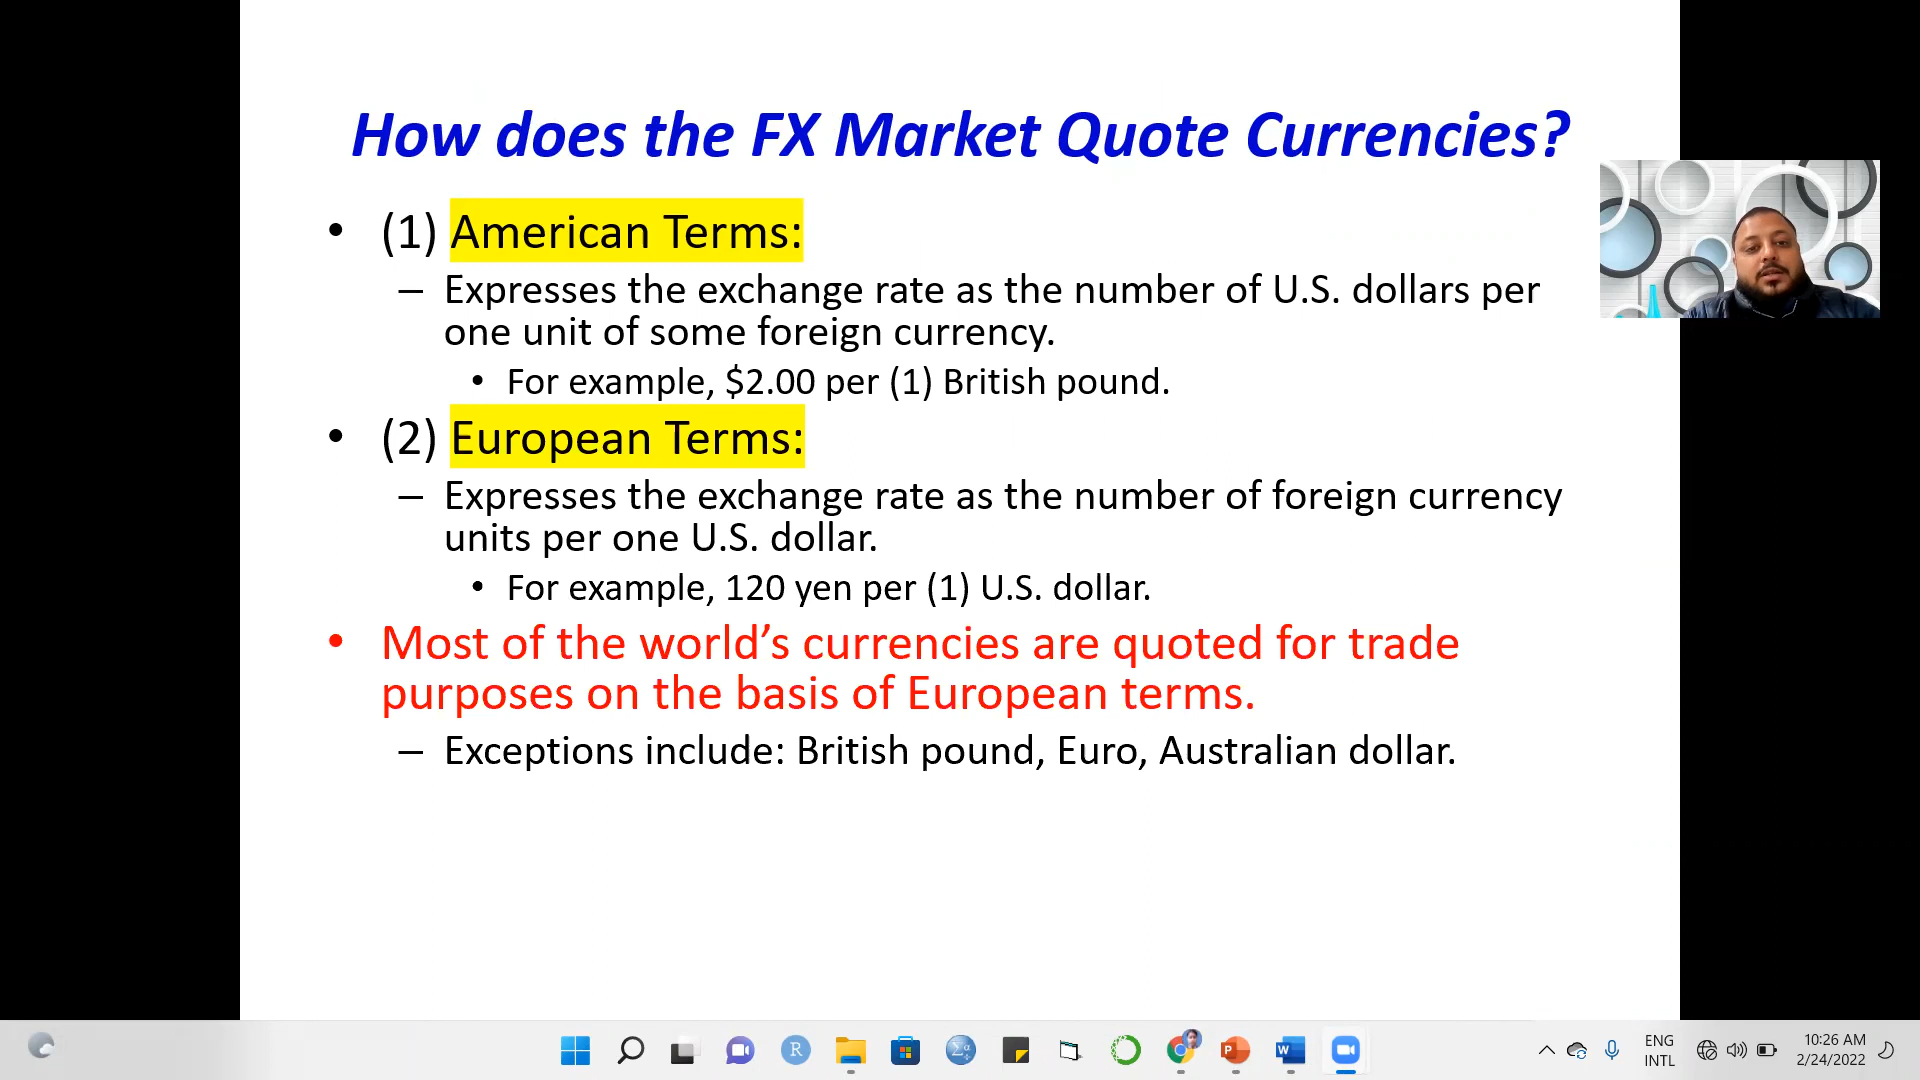 How does the FX Market Quote Currencies?
• (1) American Terms:
– Expresses the exchange rate as the number of U.S. dollars per
one unit of some foreign currency.
• For example, $2.00 per (1) British pound.
• (2) European Terms:
– Expresses the exchange rate as the number of foreign currency
units per one U.S. dollar.
• For example, 120 yen per (1) U.S. dollar.
• Most of the world’s currencies are quoted for trade
purposes on the basis of European terms.
– Exceptions include: British pound, Euro, Australian dollar.
ENG
INTL
10:26 AM
2/24/2022